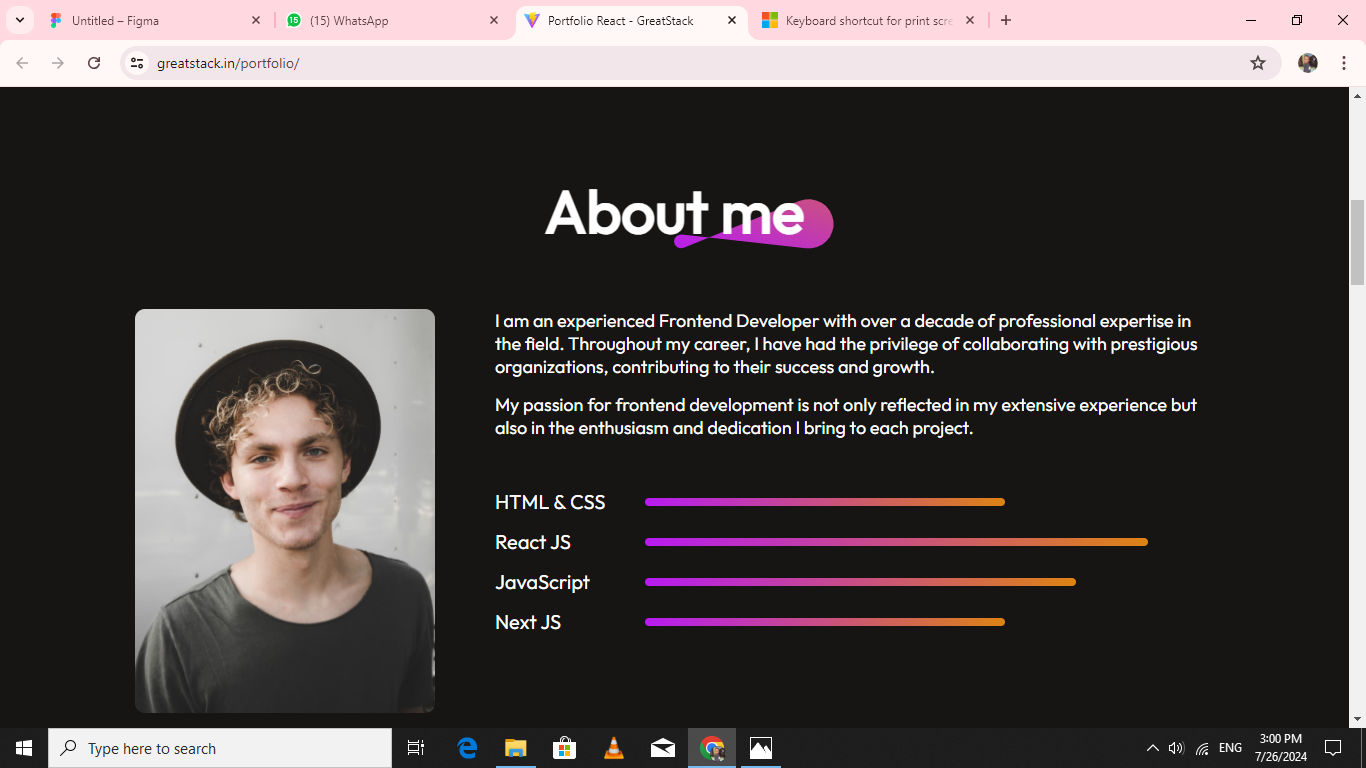 Untitled – Figma
(15) WhatsApp
Portfolio React - GreatStack
Keyboard shortcut for print scre
greatstack.in/portfolio/
About me
I am an experienced Frontend Developer with over a decade of professional expertise in
the field. Throughout my career, I have had the privilege of collaborating with prestigious
organizations, contributing to their success and growth.
My passion for frontend development is not only reflected in my extensive experience but
also in the enthusiasm and dedication I bring to each project.
HTML & CSS
React JS
JavaScript
Next JS
Type here to search
ENG
3:00 PM
7/26/2024